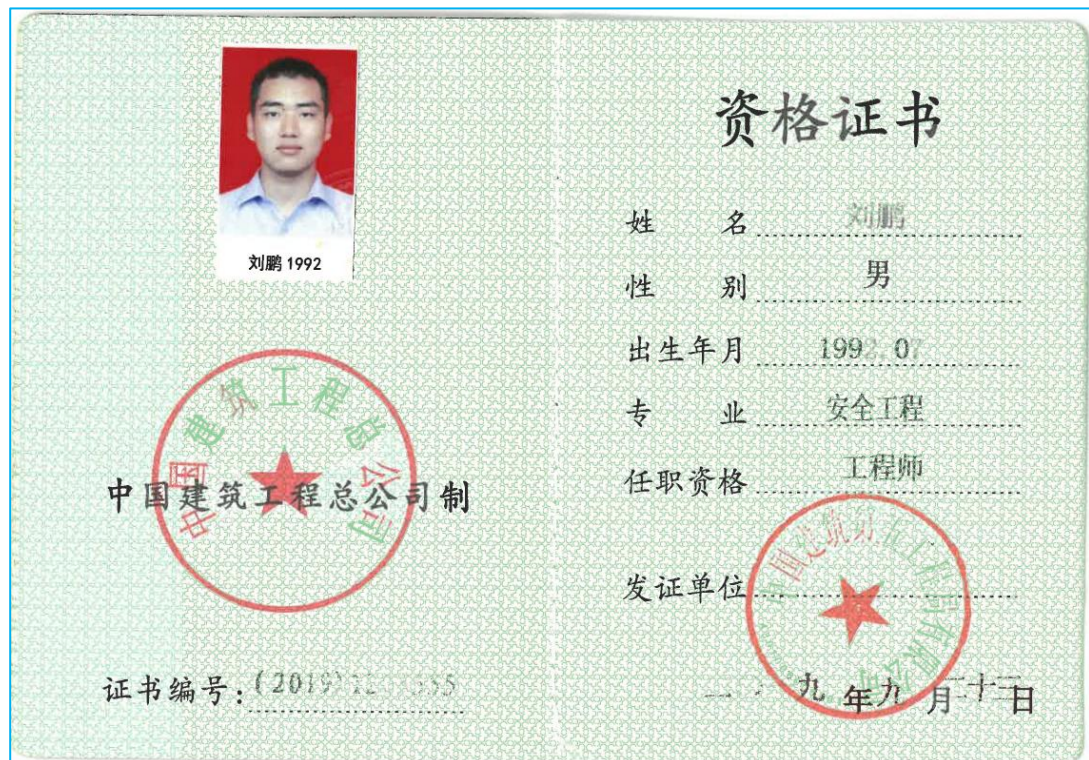 刘鹏 1992
中国建筑工程总公司
中国建筑工程总公司制
证书编号:(2019)
资格证书
姓名 刘鹏
性别 男
出生年月 1992.07
专业 安全工程
任职资格 工程师
发证单位
九年九月二十三日